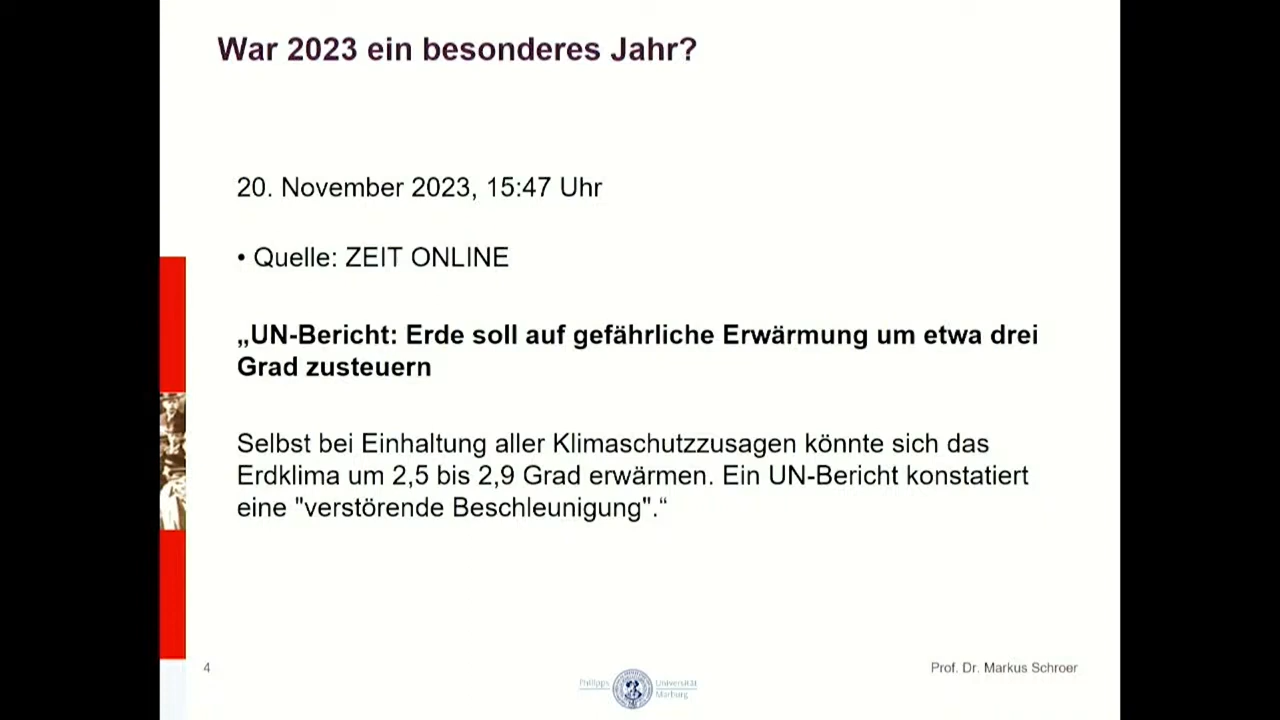 War 2023 ein besonderes Jahr?
20. November 2023, 15:47 Uhr
• Quelle: ZEIT ONLINE
„UN-Bericht: Erde soll auf gefährliche Erwärmung um etwa drei
Grad zusteuern
Selbst bei Einhaltung aller Klimaschutzzusagen könnte sich das
Erdklima um 2,5 bis 2,9 Grad erwärmen. Ein UN-Bericht konstatiert
eine "verstörende Beschleunigung".“
4
Prof. Dr. Markus Schroer
Philipps Universität
Marburg